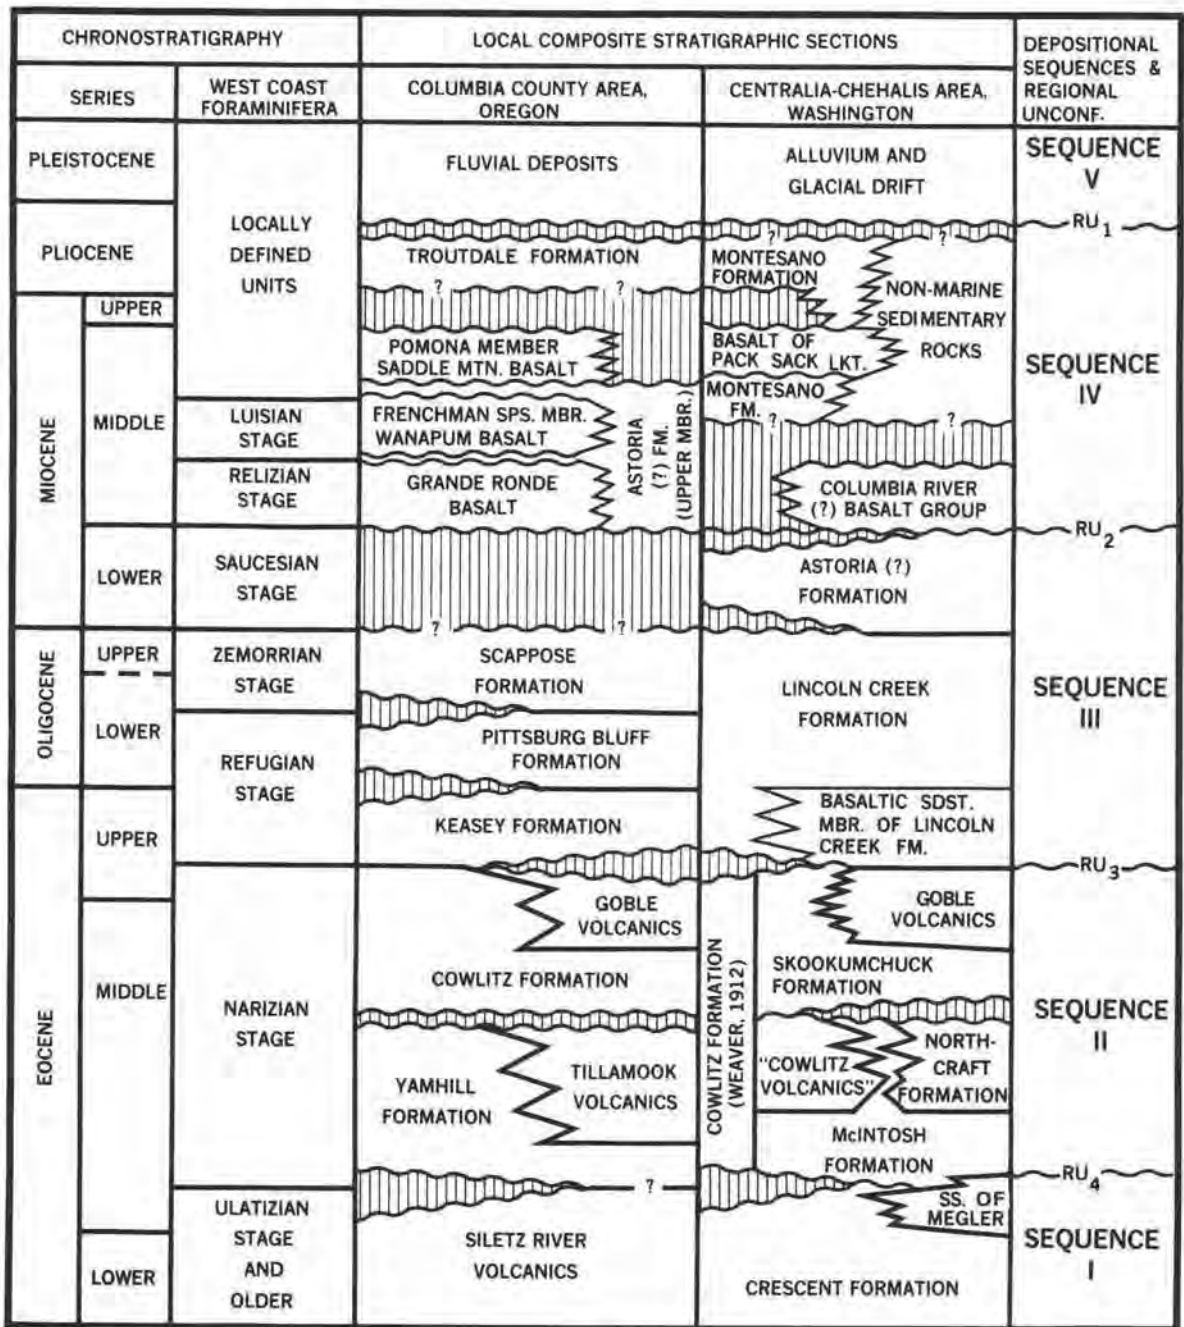 CHRONOSTRATIGRAPHY
LOCAL COMPOSITE STRATIGRAPHIC SECTIONS
DEPOSITIONAL
SEQUENCES &
REGIONAL
UNCONF.
SERIES
WEST COAST
FORAMINIFERA
COLUMBIA COUNTY AREA,
OREGON
CENTRALIA-CHEHALIS AREA,
WASHINGTON
PLEISTOCENE
PLIOCENE
MIOCENE
UPPER
MIDDLE
LOWER
OLIGOCENE
UPPER
LOWER
EOCENE
UPPER
MIDDLE
LOWER
LOCALLY
DEFINED
UNITS
LUISIAN
STAGE
RELIZIAN
STAGE
SAUCESIAN
STAGE
ZEMORRIAN
STAGE
REFUGIAN
STAGE
NARIZIAN
STAGE
ULATIZIAN
STAGE
AND
OLDER
FLUVIAL DEPOSITS
TROUTDALE FORMATION
? ?
POMONA MEMBER
SADDLE MTN. BASALT
FRENCHMAN SPS. MBR.
WANAPUM BASALT
GRANDE RONDE
BASALT
ASTORIA
(?) FM.
(UPPER MBR.)
? ?
SCAPPOSE
FORMATION
PITTSBURG BLUFF
FORMATION
KEASEY FORMATION
GOBLE
VOLCANICS
COWLITZ FORMATION
YAMHILL
FORMATION
TILLAMOOK
VOLCANICS
?
SILETZ RIVER
VOLCANICS
ALLUVIUM AND
GLACIAL DRIFT
? ?
MONTESANO
FORMATION
NON-MARINE
SEDIMENTARY
ROCKS
BASALT OF
PACK SACK LKT.
MONTESANO
FM.
? ?
COLUMBIA RIVER
(?) BASALT GROUP
ASTORIA (?)
FORMATION
LINCOLN CREEK
FORMATION
BASALTIC SDST.
MBR. OF LINCOLN
CREEK FM.
GOBLE
VOLCANICS
COWLITZ FORMATION
(WEAVER, 1912)
SKOOKUMCHUCK
FORMATION
"COWLITZ
VOLCANICS"
NORTH-
CRAFT
FORMATION
McINTOSH
FORMATION
SS. OF
MEGLER
CRESCENT FORMATION
SEQUENCE
V
RU1
SEQUENCE
IV
RU2
SEQUENCE
III
RU3
SEQUENCE
II
RU4
SEQUENCE
I